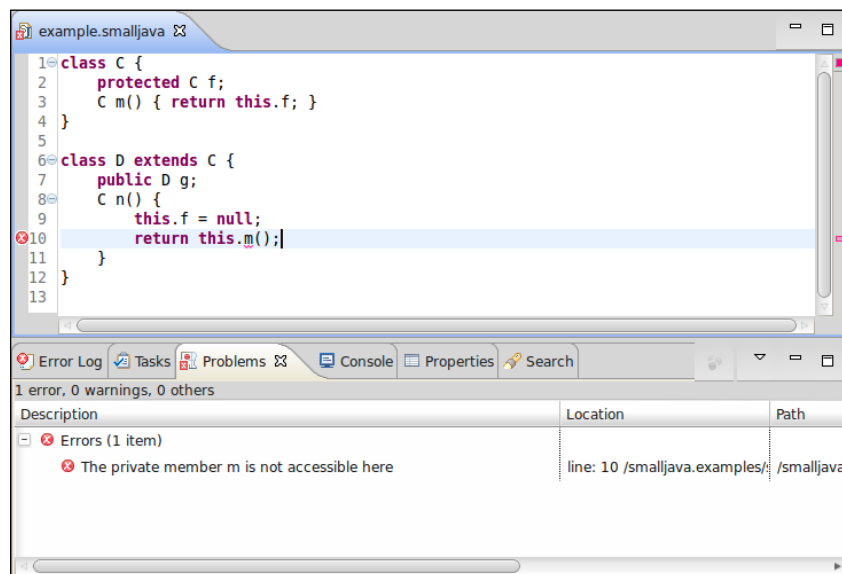 example.smalljava
1 class C {
2 protected C f;
3 C m() { return this.f; }
4 }
5
6 class D extends C {
7 public D g;
8 C n() {
9 this.f = null;
10 return this.m();
11 }
12 }
13
Error Log Tasks Problems Console Properties Search
1 error, 0 warnings, 0 others
Description Location Path
Errors (1 item)
The private member m is not accessible here line: 10 /smalljava.examples/ /smalljava